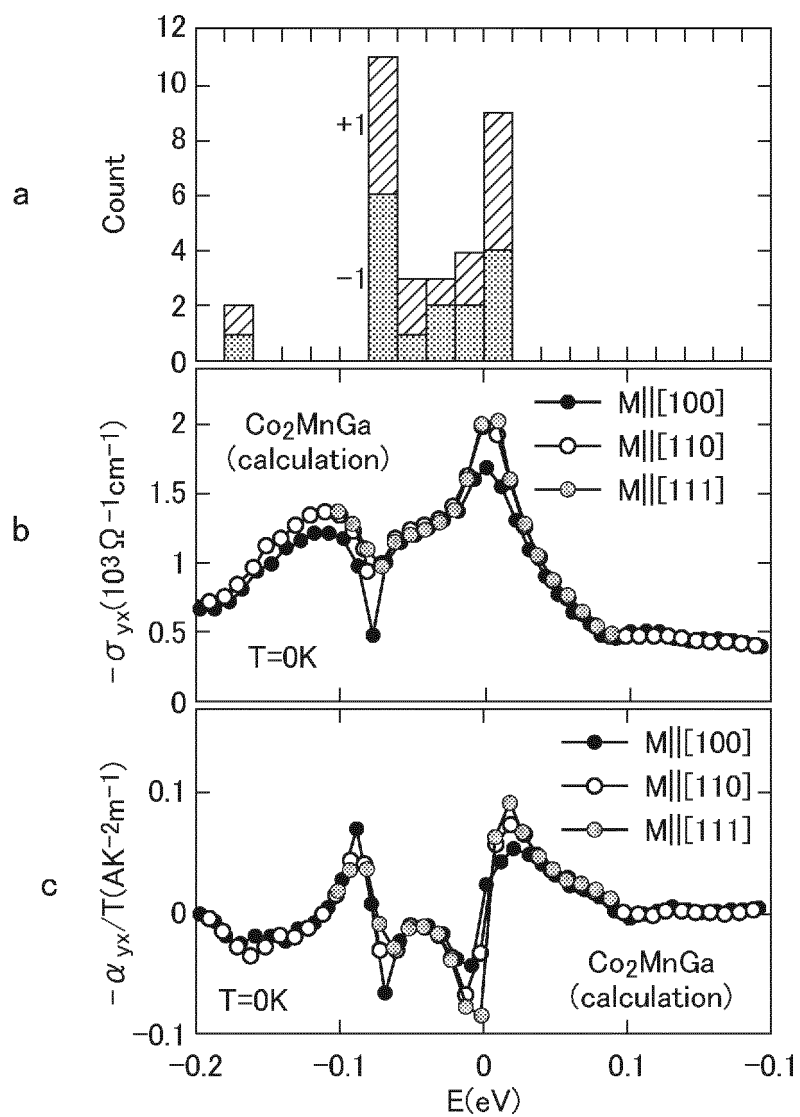 a
Count
12
10
8
6
4
2
0
+1
−1
b
−σyx(10³Ω⁻¹cm⁻¹)
2
1.5
1
0.5
0
Co₂MnGa
(calculation)
T=0K
M||[100]
M||[110]
M||[111]
c
−αyx/T(AK⁻²m⁻¹)
0.1
0
−0.1
M||[100]
M||[110]
M||[111]
T=0K
Co₂MnGa
(calculation)
−0.2
−0.1
0
0.1
−0.1
E(eV)